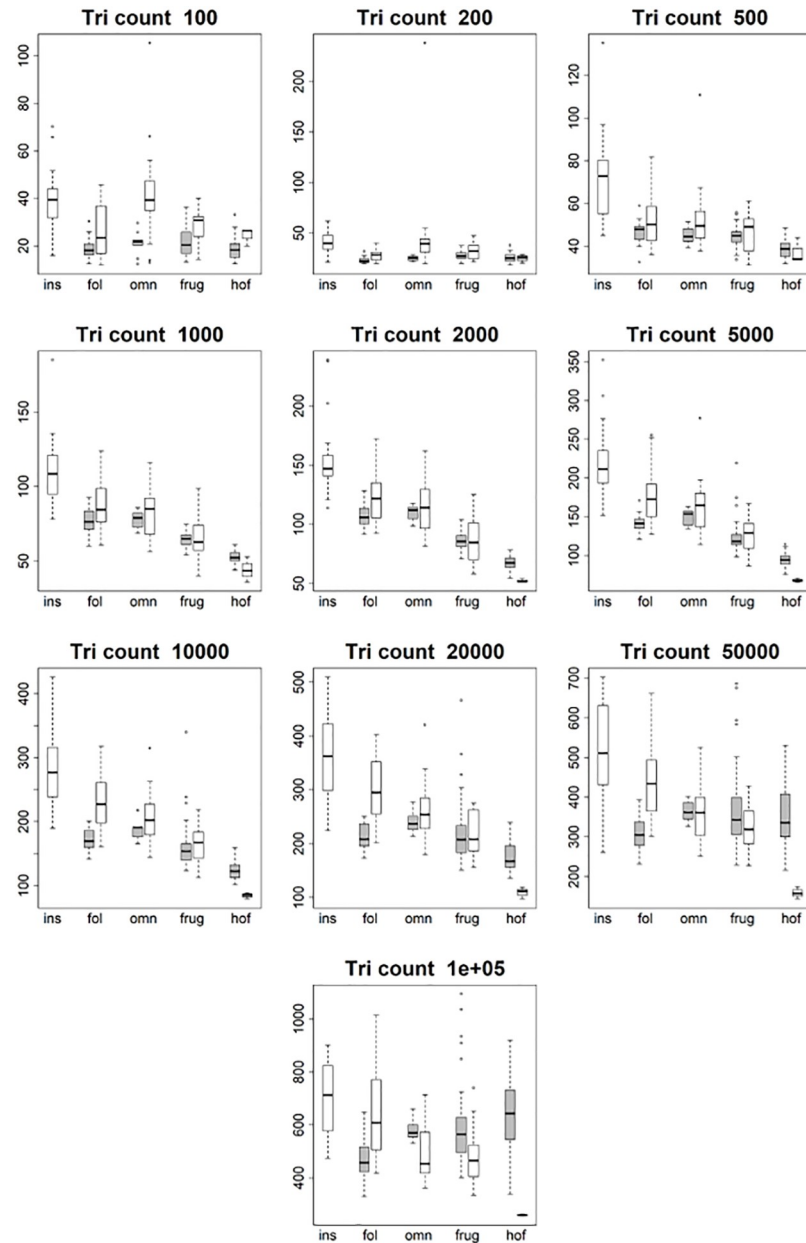 Tri count 100
Tri count 200
Tri count 500
100
80
60
40
20
200
150
100
50
120
100
80
60
40
ins fol omn frug hof
ins fol omn frug hof
ins fol omn frug hof
Tri count 1000
Tri count 2000
Tri count 5000
150
100
50
200
150
100
50
350
300
250
200
150
100
ins fol omn frug hof
ins fol omn frug hof
ins fol omn frug hof
Tri count 10000
Tri count 20000
Tri count 50000
400
300
200
100
500
400
300
200
100
700
600
500
400
300
200
ins fol omn frug hof
ins fol omn frug hof
ins fol omn frug hof
Tri count 1e+05
1000
800
600
400
ins fol omn frug hof